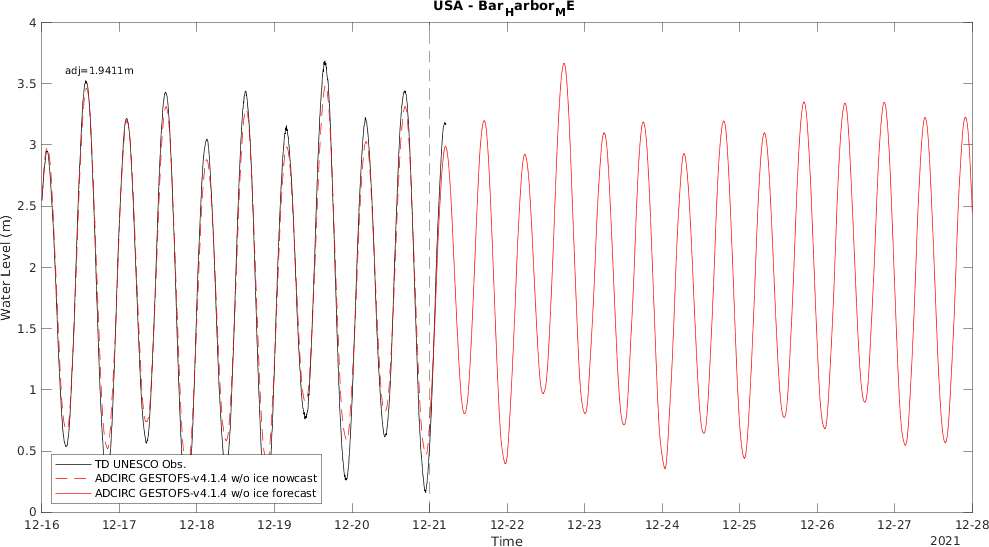 USA - Bar_Harbor_ME
adj=1.9411m
Water Level (m)
4
3.5
3
2.5
2
1.5
1
0.5
0
TD UNESCO Obs.
ADCIRC GESTOFS-v4.1.4 w/o ice nowcast
ADCIRC GESTOFS-v4.1.4 w/o ice forecast
12-16 12-17 12-18 12-19 12-20 12-21 12-22 12-23 12-24 12-25 12-26 12-27 12-28
Time
2021